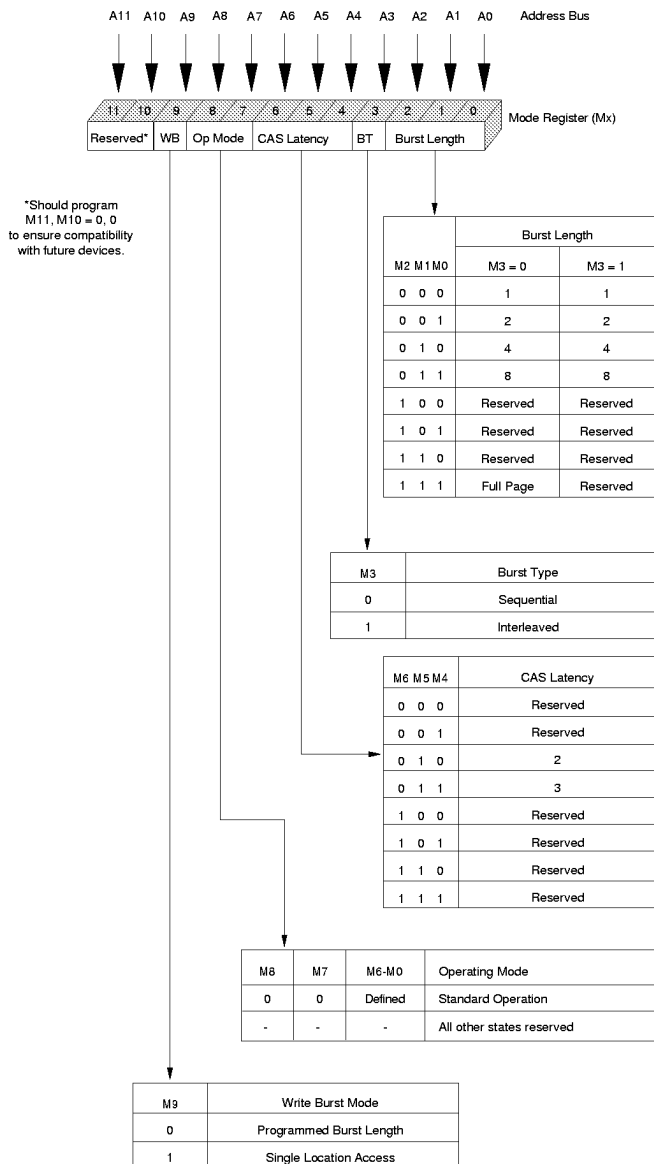 A11 A10 A9 A8 A7 A6 A5 A4 A3 A2 A1 A0 Address Bus
11 10 9 8 7 6 5 4 3 2 1 0
Mode Register (Mx)
Reserved* WB Op Mode CAS Latency BT Burst Length
*Should program
M11, M10 = 0, 0
to ensure compatibility
with future devices.
Burst Length
M2 M1 M0 M3 = 0 M3 = 1
0 0 0 1 1
0 0 1 2 2
0 1 0 4 4
0 1 1 8 8
1 0 0 Reserved Reserved
1 0 1 Reserved Reserved
1 1 0 Reserved Reserved
1 1 1 Full Page Reserved
M3 Burst Type
0 Sequential
1 Interleaved
M6 M5 M4 CAS Latency
0 0 0 Reserved
0 0 1 Reserved
0 1 0 2
0 1 1 3
1 0 0 Reserved
1 0 1 Reserved
1 1 0 Reserved
1 1 1 Reserved
M8 M7 M6-M0 Operating Mode
0 0 Defined Standard Operation
- - - All other states reserved
M9 Write Burst Mode
0 Programmed Burst Length
1 Single Location Access